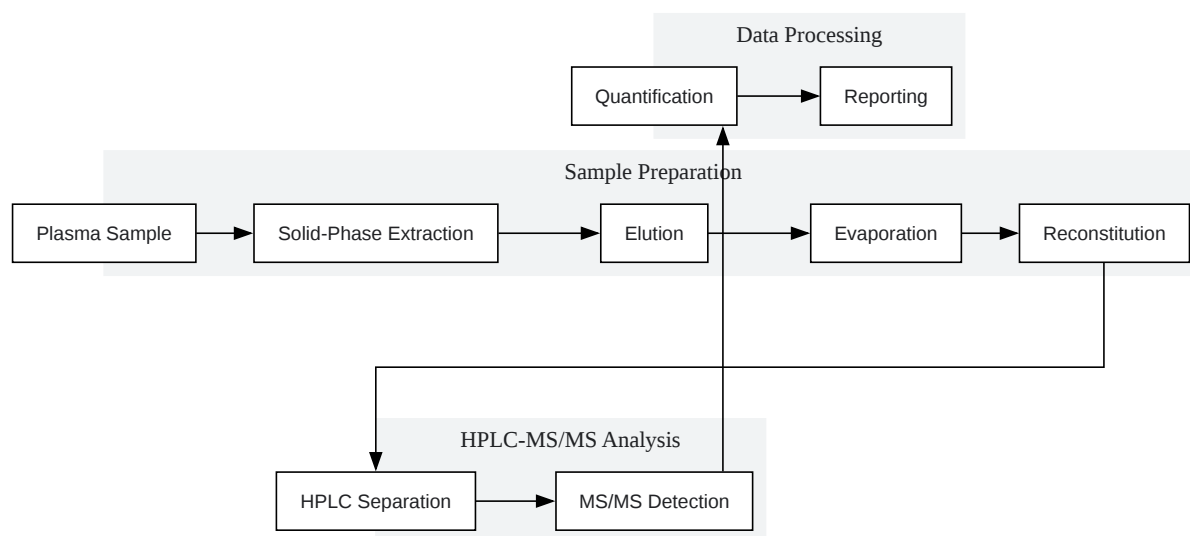 Data Processing
Quantification
Reporting
Sample Preparation
Plasma Sample
Solid-Phase Extraction
Elution
Evaporation
Reconstitution
HPLC-MS/MS Analysis
HPLC Separation
MS/MS Detection